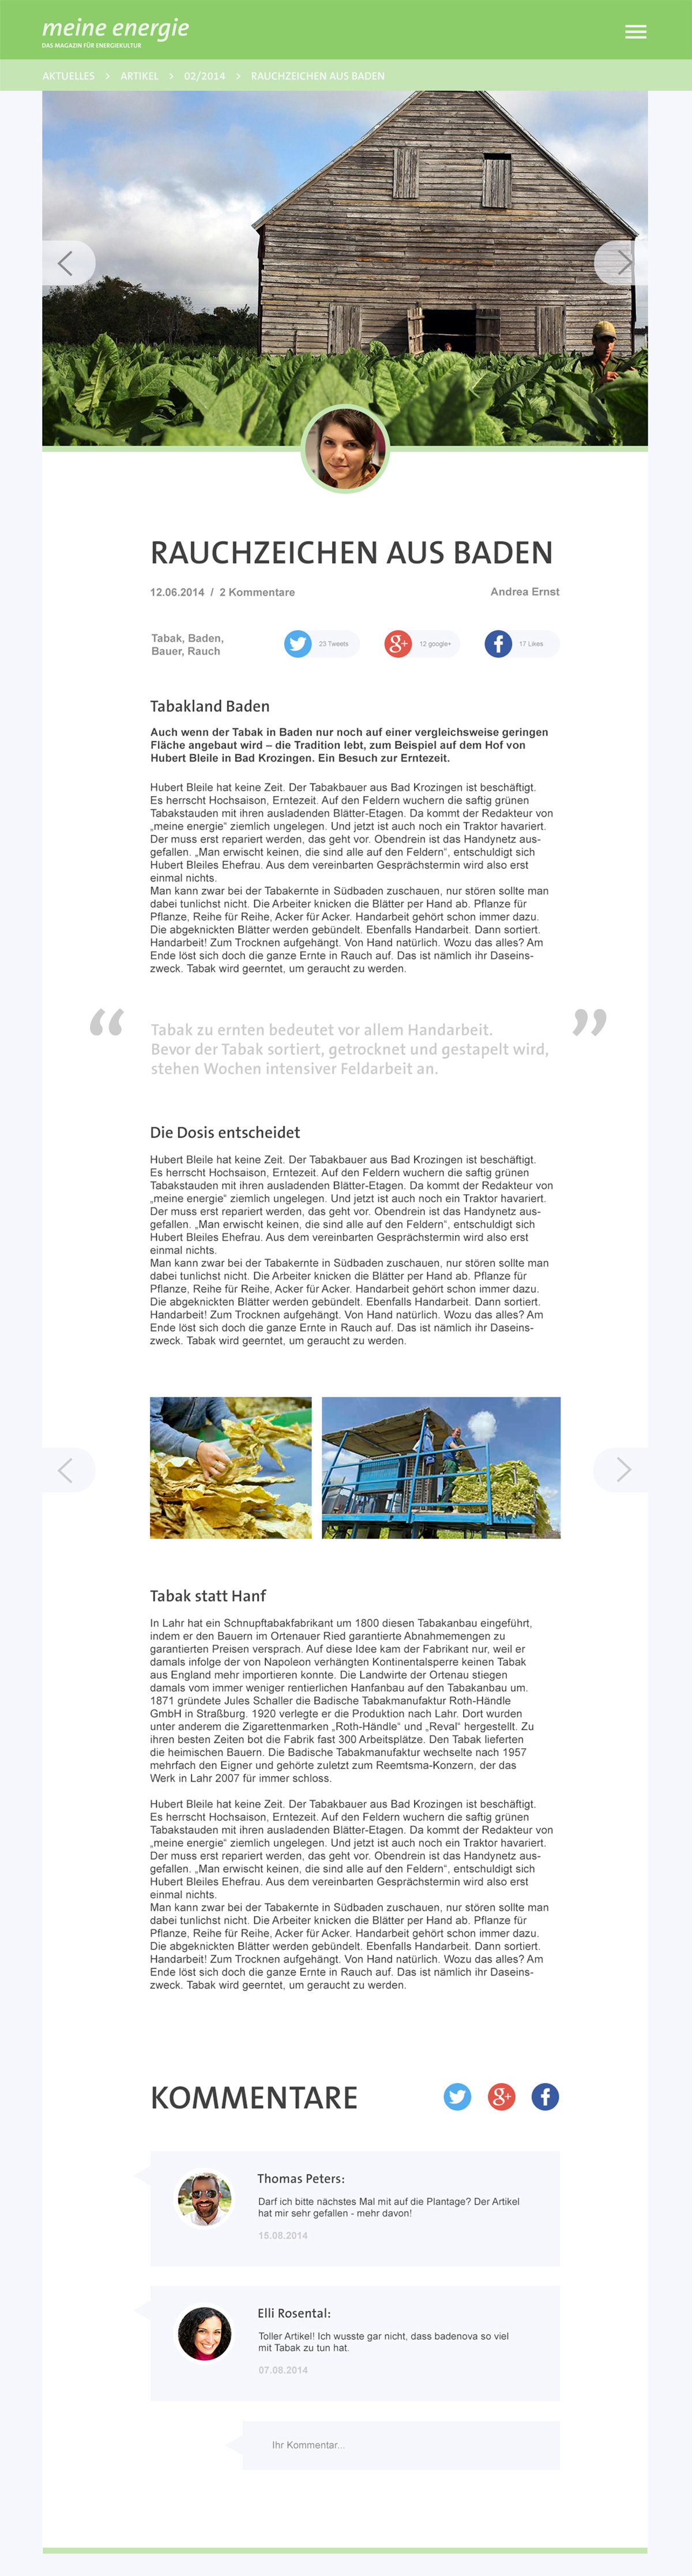 meine energie
DAS MAGAZIN FÜR ENERGIEKULTUR
AKTUELLES > ARTIKEL > 02/2014 > RAUCHZEICHEN AUS BADEN
RAUCHZEICHEN AUS BADEN
12.06.2014 / 2 Kommentare
Andrea Ernst
Tabak, Baden,
Bauer, Rauch
23 Tweets
12 google+
17 Likes
Tabakland Baden
Auch wenn der Tabak in Baden nur noch auf einer vergleichsweise geringen
Fläche angebaut wird – die Tradition lebt, zum Beispiel auf dem Hof von
Hubert Bleile in Bad Krozingen. Ein Besuch zur Erntezeit.
Hubert Bleile hat keine Zeit. Der Tabakbauer aus Bad Krozingen ist beschäftigt.
Es herrscht Hochsaison, Erntezeit. Auf den Feldern wuchern die saftig grünen
Tabakstauden mit ihren ausladenden Blätter-Etagen. Da kommt der Redakteur von
„meine energie“ ziemlich ungelegen. Und jetzt ist auch noch ein Traktor havariert.
Der muss erst repariert werden, das geht vor. Obendrein ist das Handynetz aus-
gefallen. „Man erwischt keinen, die sind alle auf den Feldern“, entschuldigt sich
Hubert Bleiles Ehefrau. Aus dem vereinbarten Gesprächstermin wird also erst
einmal nichts.
Man kann zwar bei der Tabakernte in Südbaden zuschauen, nur stören sollte man
dabei tunlichst nicht. Die Arbeiter knicken die Blätter per Hand ab. Pflanze für
Pflanze, Reihe für Reihe, Acker für Acker. Handarbeit gehört schon immer dazu.
Die abgeknickten Blätter werden gebündelt. Ebenfalls Handarbeit. Dann sortiert.
Handarbeit! Zum Trocknen aufgehängt. Von Hand natürlich. Wozu das alles? Am
Ende löst sich doch die ganze Ernte in Rauch auf. Das ist nämlich ihr Daseins-
zweck. Tabak wird geerntet, um geraucht zu werden.
“ Tabak zu ernten bedeutet vor allem Handarbeit. ”
Bevor der Tabak sortiert, getrocknet und gestapelt wird,
stehen Wochen intensiver Feldarbeit an.
Die Dosis entscheidet
Hubert Bleile hat keine Zeit. Der Tabakbauer aus Bad Krozingen ist beschäftigt.
Es herrscht Hochsaison, Erntezeit. Auf den Feldern wuchern die saftig grünen
Tabakstauden mit ihren ausladenden Blätter-Etagen. Da kommt der Redakteur von
„meine energie“ ziemlich ungelegen. Und jetzt ist auch noch ein Traktor havariert.
Der muss erst repariert werden, das geht vor. Obendrein ist das Handynetz aus-
gefallen. „Man erwischt keinen, die sind alle auf den Feldern“, entschuldigt sich
Hubert Bleiles Ehefrau. Aus dem vereinbarten Gesprächstermin wird also erst
einmal nichts.
Man kann zwar bei der Tabakernte in Südbaden zuschauen, nur stören sollte man
dabei tunlichst nicht. Die Arbeiter knicken die Blätter per Hand ab. Pflanze für
Pflanze, Reihe für Reihe, Acker für Acker. Handarbeit gehört schon immer dazu.
Die abgeknickten Blätter werden gebündelt. Ebenfalls Handarbeit. Dann sortiert.
Handarbeit! Zum Trocknen aufgehängt. Von Hand natürlich. Wozu das alles? Am
Ende löst sich doch die ganze Ernte in Rauch auf. Das ist nämlich ihr Daseins-
zweck. Tabak wird geerntet, um geraucht zu werden.
Tabak statt Hanf
In Lahr hat ein Schnupftabakfabrikant um 1800 diesen Tabakanbau eingeführt,
indem er den Bauern im Ortenauer Ried garantierte Abnahmemengen zu
garantierten Preisen versprach. Auf diese Idee kam der Fabrikant nur, weil er
damals infolge der von Napoleon verhängten Kontinentalsperre keinen Tabak
aus England mehr importieren konnte. Die Landwirte der Ortenau stiegen
damals vom immer weniger rentierlichen Hanfanbau auf den Tabakanbau um.
1871 gründete Jules Schaller die Badische Tabakmanufaktur Roth-Händle
GmbH in Straßburg. 1920 verlegte er die Produktion nach Lahr. Dort wurden
unter anderem die Zigarettenmarken „Roth-Händle“ und „Reval“ hergestellt. Zu
ihren besten Zeiten bot die Fabrik fast 300 Arbeitsplätze. Den Tabak lieferten
die heimischen Bauern. Die Badische Tabakmanufaktur wechselte nach 1957
mehrfach den Eigner und gehörte zuletzt zum Reemtsma-Konzern, der das
Werk in Lahr 2007 für immer schloss.
Hubert Bleile hat keine Zeit. Der Tabakbauer aus Bad Krozingen ist beschäftigt.
Es herrscht Hochsaison, Erntezeit. Auf den Feldern wuchern die saftig grünen
Tabakstauden mit ihren ausladenden Blätter-Etagen. Da kommt der Redakteur von
„meine energie“ ziemlich ungelegen. Und jetzt ist auch noch ein Traktor havariert.
Der muss erst repariert werden, das geht vor. Obendrein ist das Handynetz aus-
gefallen. „Man erwischt keinen, die sind alle auf den Feldern“, entschuldigt sich
Hubert Bleiles Ehefrau. Aus dem vereinbarten Gesprächstermin wird also erst
einmal nichts.
Man kann zwar bei der Tabakernte in Südbaden zuschauen, nur stören sollte man
dabei tunlichst nicht. Die Arbeiter knicken die Blätter per Hand ab. Pflanze für
Pflanze, Reihe für Reihe, Acker für Acker. Handarbeit gehört schon immer dazu.
Die abgeknickten Blätter werden gebündelt. Ebenfalls Handarbeit. Dann sortiert.
Handarbeit! Zum Trocknen aufgehängt. Von Hand natürlich. Wozu das alles? Am
Ende löst sich doch die ganze Ernte in Rauch auf. Das ist nämlich ihr Daseins-
zweck. Tabak wird geerntet, um geraucht zu werden.
KOMMENTARE
Thomas Peters:
Darf ich bitte nächstes Mal mit auf die Plantage? Der Artikel
hat mir sehr gefallen - mehr davon!
15.08.2014
Elli Rosental:
Toller Artikel! Ich wusste gar nicht, dass badenova so viel
mit Tabak zu tun hat.
07.08.2014
Ihr Kommentar...